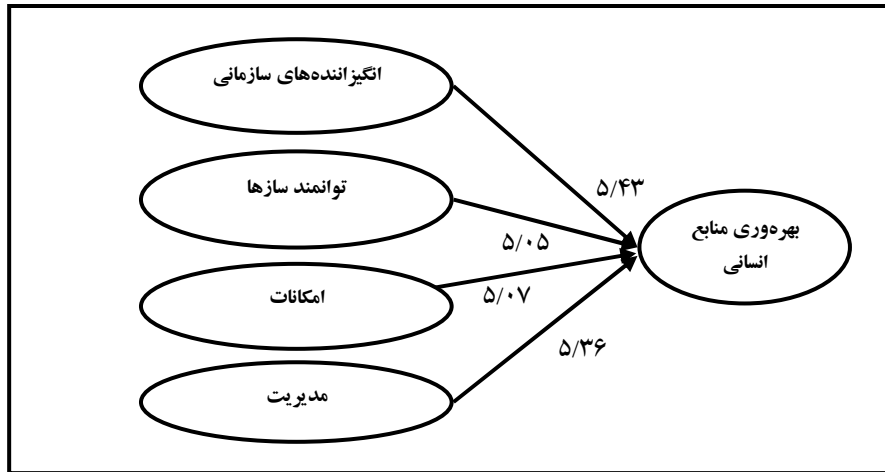 انگیزاننده‌های سازمانی
۵/۴۳
توانمند سازها
بهره‌وری منابع
انسانی
۵/۰۵
امکانات
۵/۰۷
۵/۳۶
مدیریت